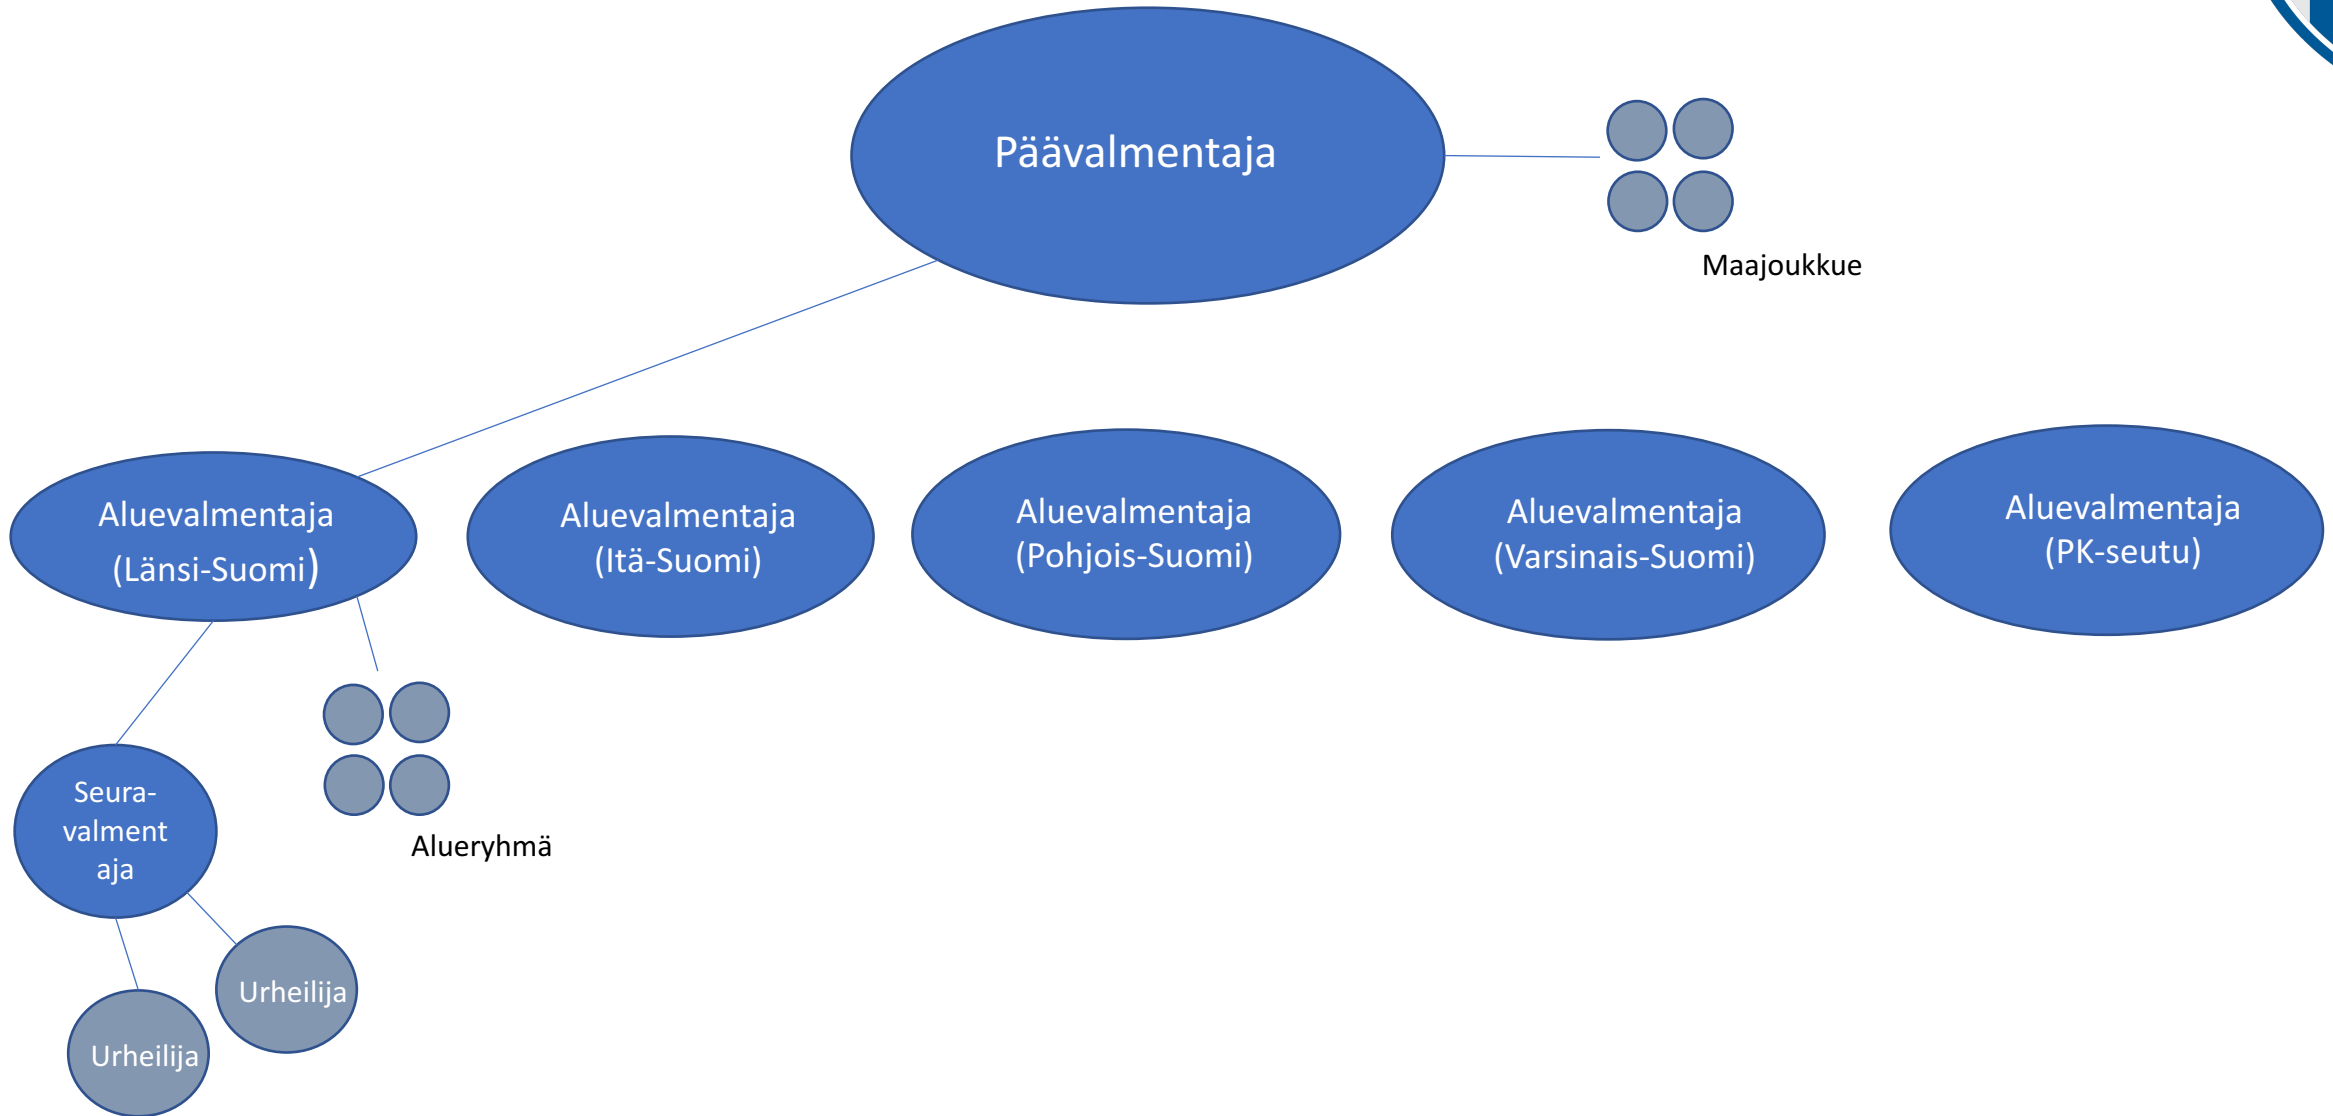 Päävalmentaja
Maajoukkue
Aluevalmentaja
(Länsi-Suomi)
Aluevalmentaja
(Itä-Suomi)
Aluevalmentaja
(Pohjois-Suomi)
Aluevalmentaja
(Varsinais-Suomi)
Aluevalmentaja
(PK-seutu)
Seura-
valment
aja
Alueryhmä
Urheilija
Urheilija